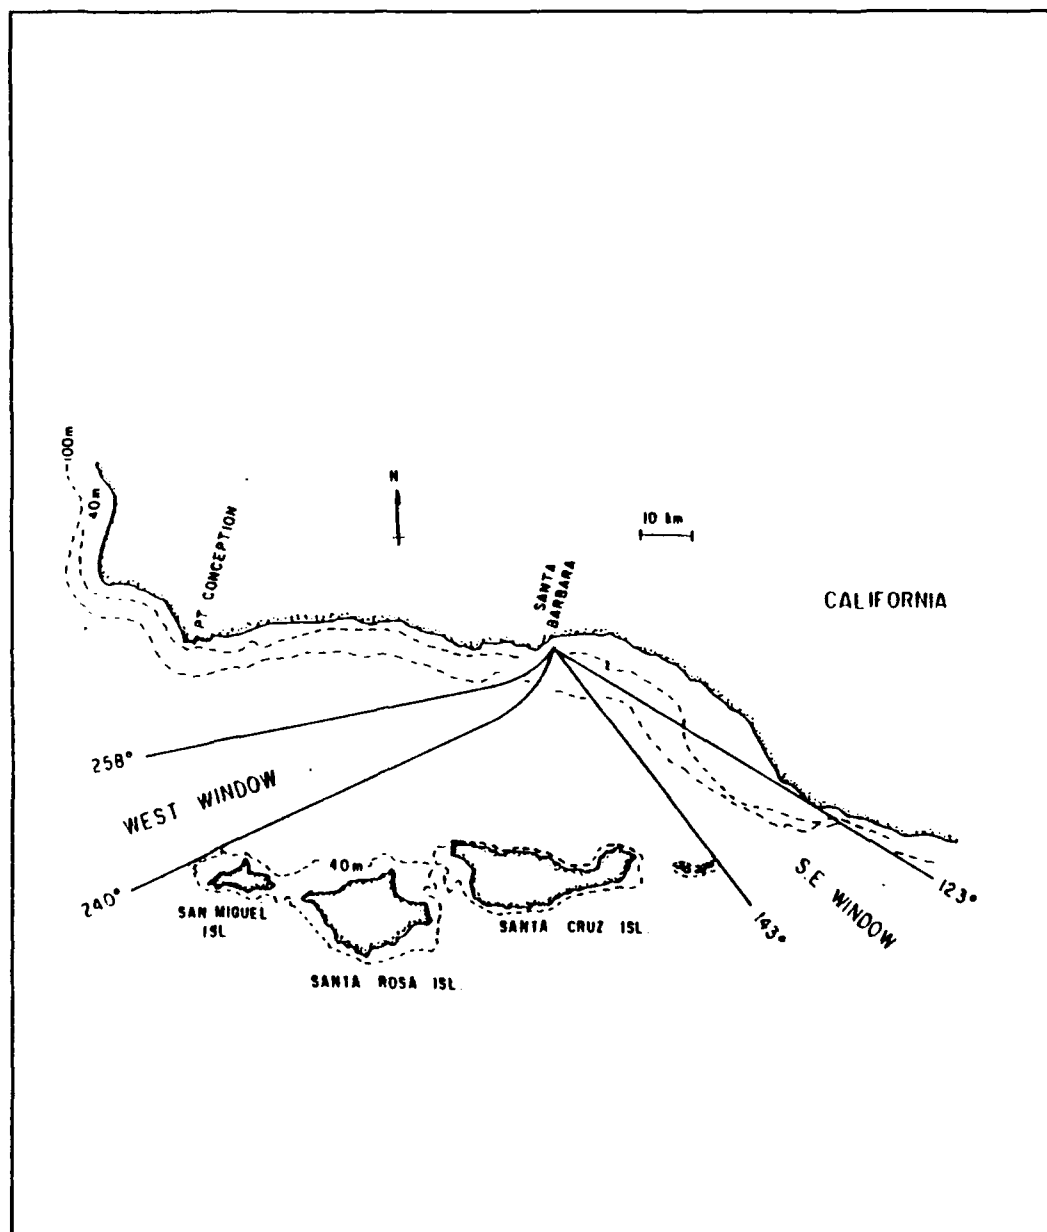 100m
40m
PT CONCEPTION
N
10 km
SANTA
BARBARA
CALIFORNIA
258°
WEST WINDOW
240°
40m
SAN MIGUEL
ISL
SANTA ROSA ISL
SANTA CRUZ ISL
S.E WINDOW
123°
143°